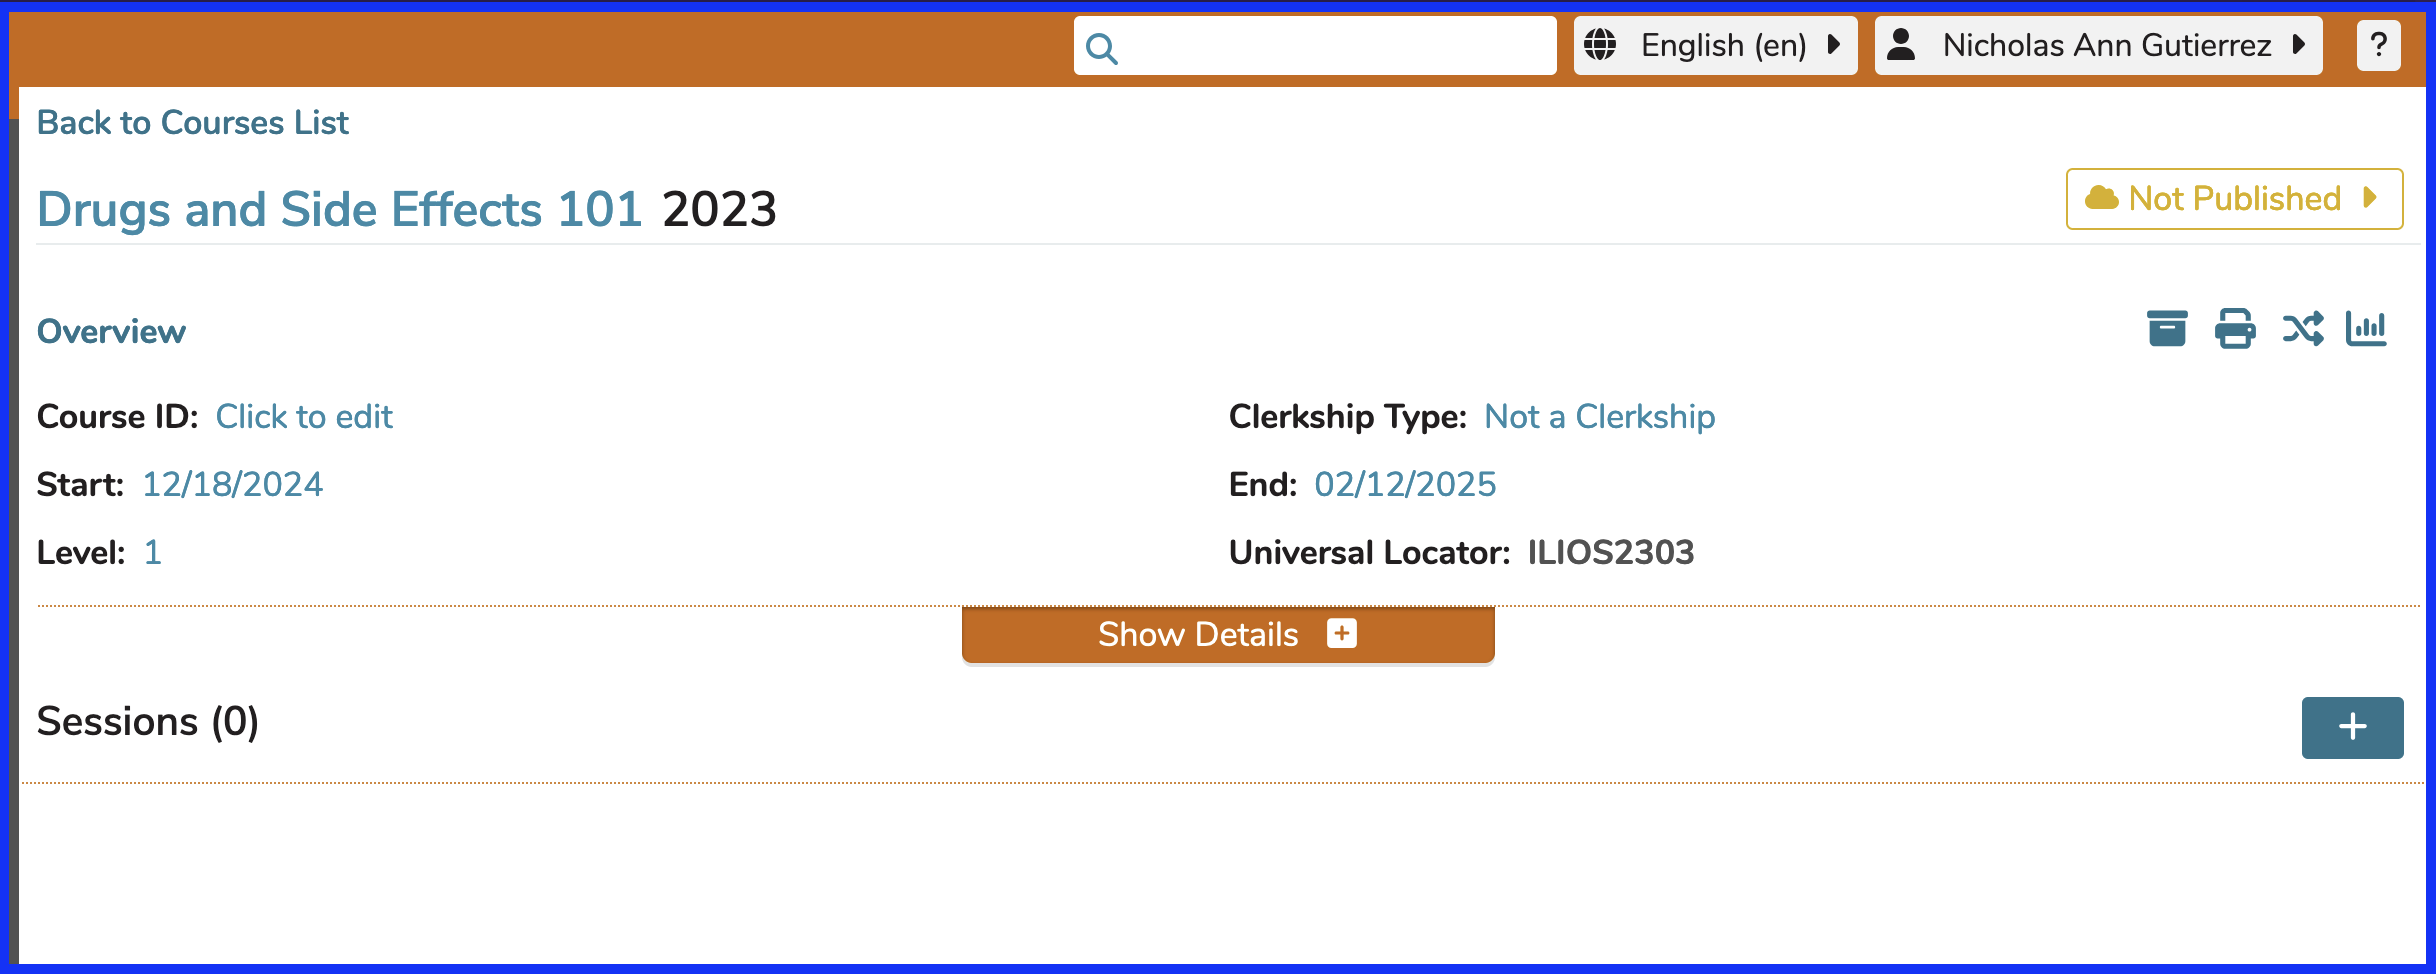 English (en)
Nicholas Ann Gutierrez
?
Back to Courses List
Drugs and Side Effects 101 2023
Not Published
Overview
Course ID: Click to edit
Clerkship Type: Not a Clerkship
Start: 12/18/2024
End: 02/12/2025
Level: 1
Universal Locator: ILIOS2303
Show Details
Sessions (0)